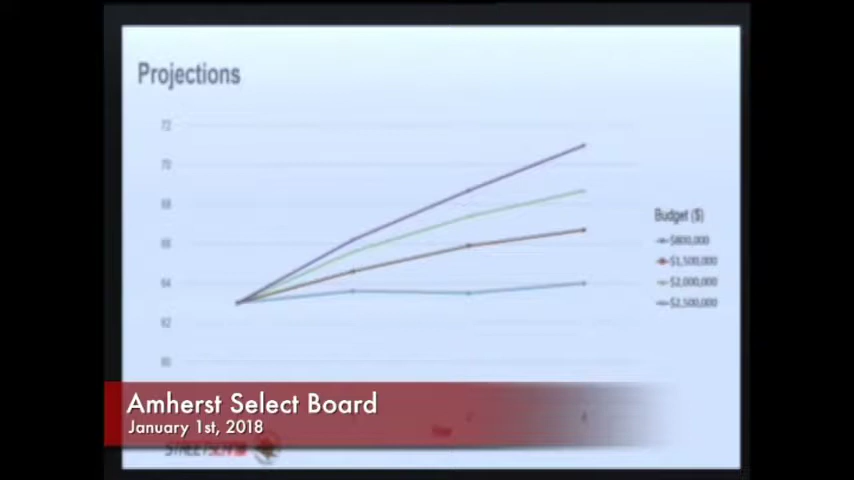 Projections
72
70
68
66
64
62
60
Budget ($)
$800,000
$1,500,000
$2,000,000
$2,500,000
Amherst Select Board
January 1st, 2018